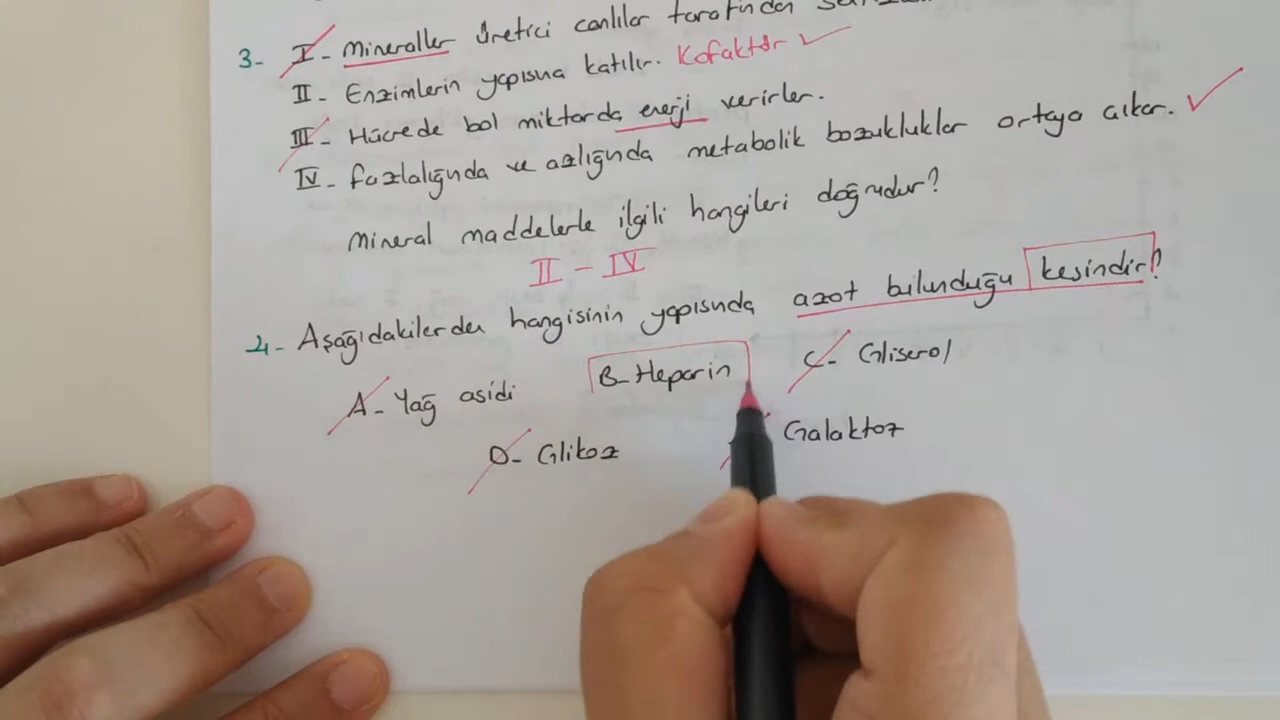 3- I- Mineraller üretici canlılar tarafından
II- Enzimlerin yapısına katılır. Kofaktör
III- Hücrede bol miktarda enerji verirler.
IV- fazlalığında ve azlığında metabolik bozukluklar ortaya çıkar.
mineral maddelerle ilgili hangileri doğrudur?
II - IV
4- Aşağıdakilerden hangisinin yapısında azot bulunduğu kesindir?
A- Yağ asidi B- Heparin C- Gliserol
D- Glikoz Galaktoz